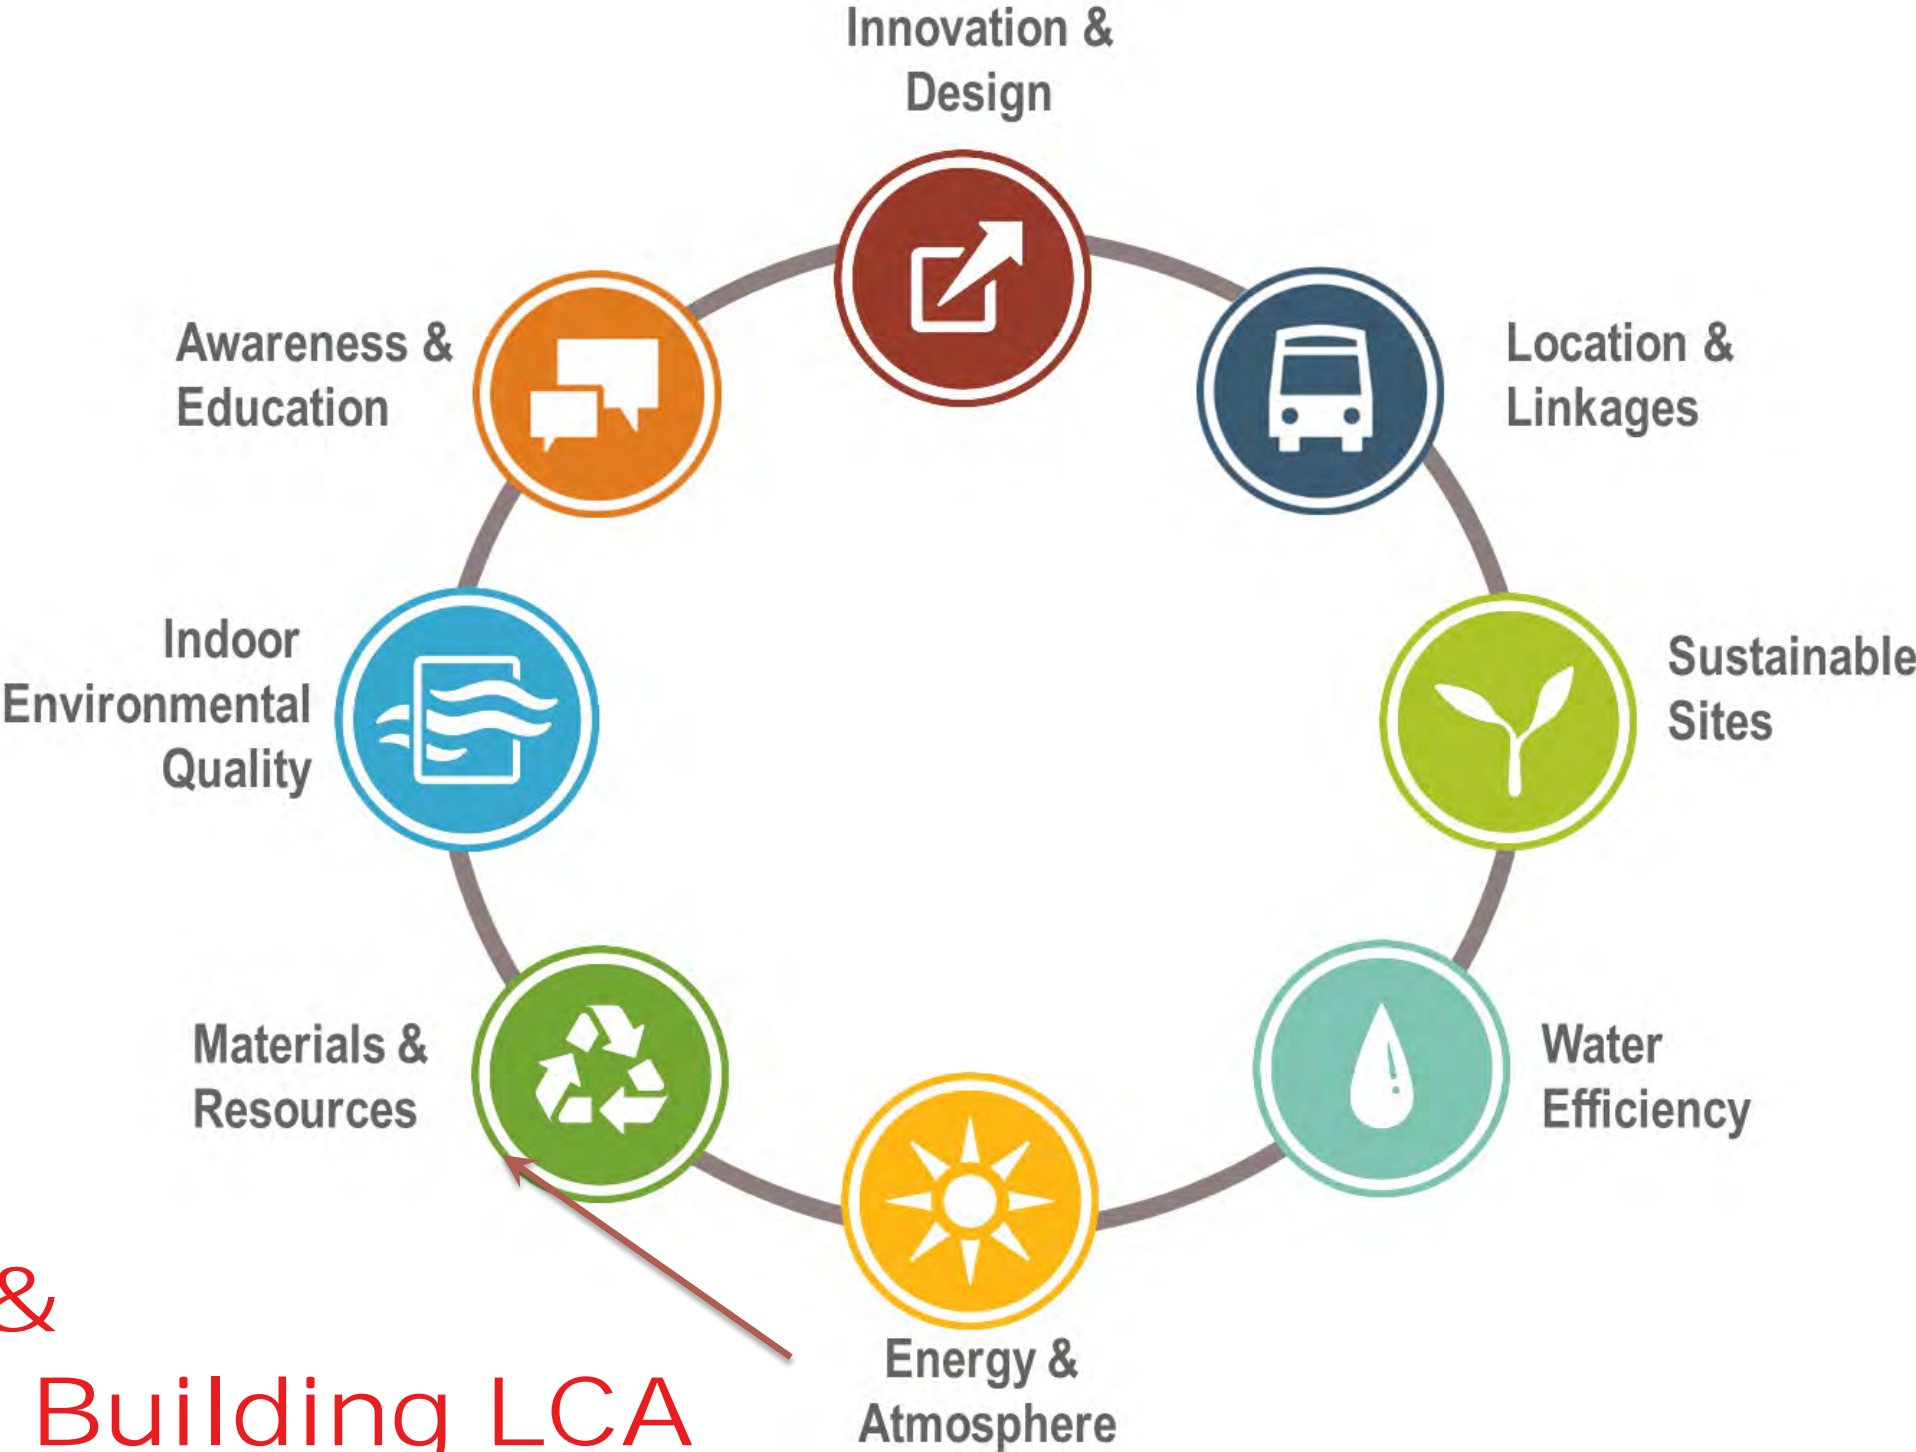 Innovation &
Design
Location &
Linkages
Sustainable
Sites
Water
Efficiency
Energy &
Atmosphere
Materials &
Resources
Indoor
Environmental
Quality
Awareness &
Education
&
Building LCA